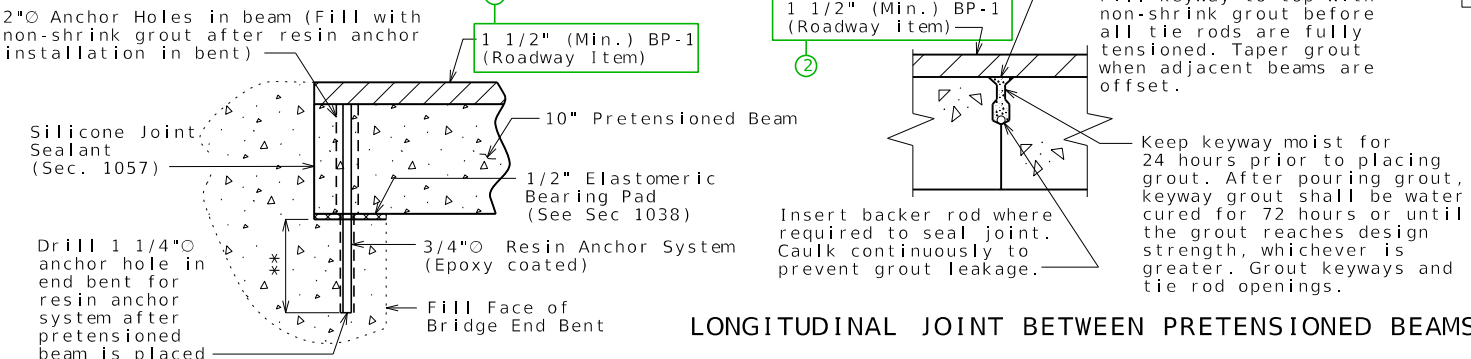 2"∅ Anchor Holes in beam (Fill with
non-shrink grout after resin anchor
installation in bent)
1 1/2" (Min.) BP-1
(Roadway Item)
Silicone Joint
Sealant
(Sec. 1057)
10" Pretensioned Beam
1/2" Elastomeric
Bearing Pad
(See Sec 1038)
Drill 1 1/4"∅
anchor hole in
end bent for
resin anchor
system after
pretensioned
beam is placed
**
3/4"∅ Resin Anchor System
(Epoxy coated)
Fill Face of
Bridge End Bent
1 1/2" (Min.) BP-1
(Roadway item)
2
Fill keyway to top with
non-shrink grout before
all tie rods are fully
tensioned. Taper grout
when adjacent beams are
offset.
Insert backer rod where
required to seal joint.
Caulk continuously to
prevent grout leakage.
Keep keyway moist for
24 hours prior to placing
grout. After pouring grout,
keyway grout shall be water
cured for 72 hours or until
the grout reaches design
strength, whichever is
greater. Grout keyways and
tie rod openings.
LONGITUDINAL JOINT BETWEEN PRETENSIONED BEAMS